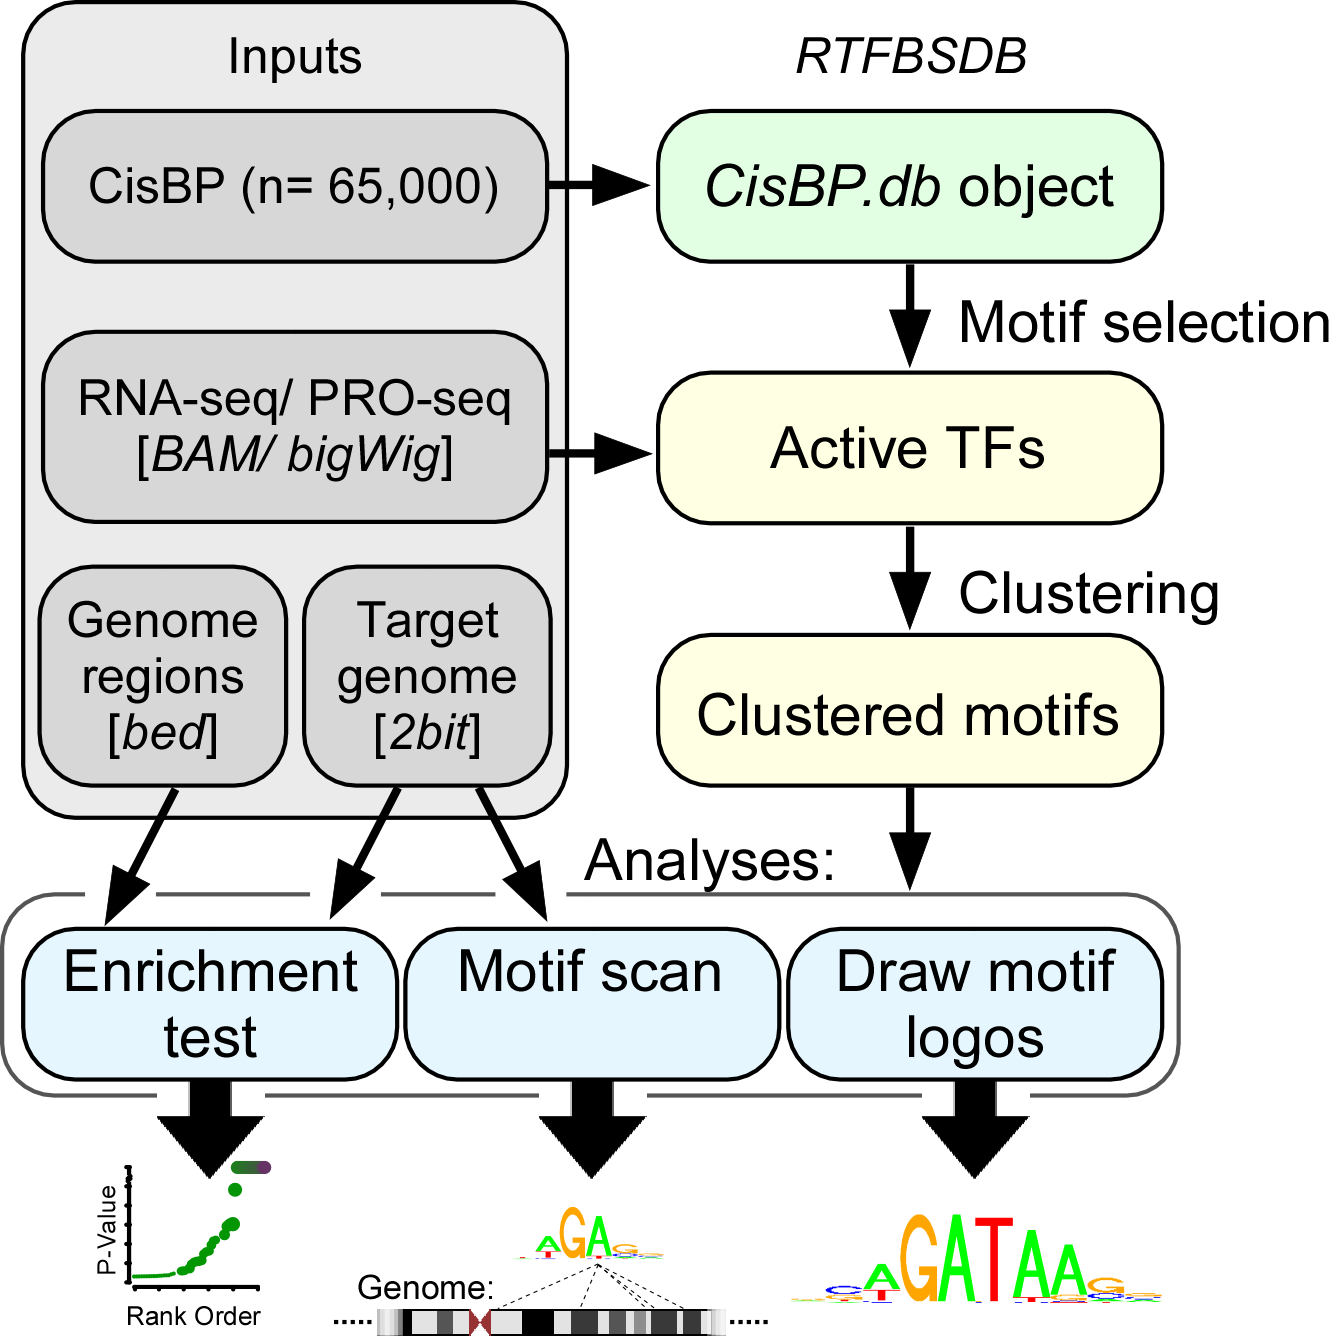 Inputs
RTFBSDB
CisBP (n= 65,000)
CisBP.db object
Motif selection
RNA-seq/ PRO-seq
[BAM/ bigWig]
Active TFs
Clustering
Genome
regions
[bed]
Target
genome
[2bit]
Clustered motifs
Analyses:
Enrichment
test
Motif scan
Draw motif
logos
P-Value
Rank Order
AGAG
Genome:
CAGATAAG